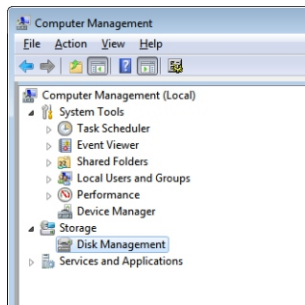 Computer Management
File Action View Help
Computer Management (Local)
System Tools
Task Scheduler
Event Viewer
Shared Folders
Local Users and Groups
Performance
Device Manager
Storage
Disk Management
Services and Applications